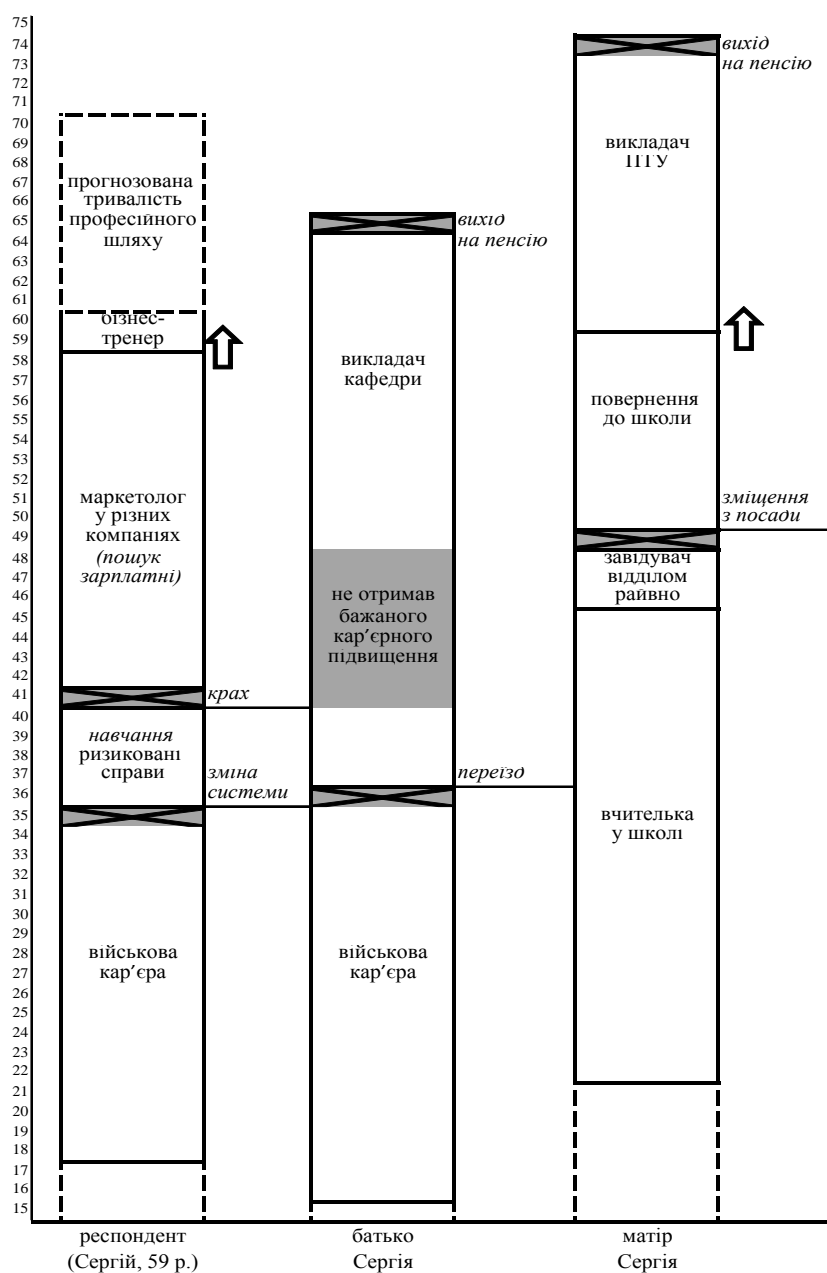 75
74
73
72
71
70
69
68
67
66
65
64
63
62
61
60
59
58
57
56
55
54
53
52
51
50
49
48
47
46
45
44
43
42
41
40
39
38
37
36
35
34
33
32
31
30
29
28
27
26
25
24
23
22
21
20
19
18
17
16
15
прогнозована
тривалість
професійного
шляху
бізнес-
тренер
маркетолог
у різних
компаніях
(пошук
зарплатні)
крах
навчання
ризиковані
справи
зміна
системи
військова
кар’єра
респондент
(Сергій, 59 р.)
вихід
на пенсію
викладач
кафедри
не отримав
бажаного
кар’єрного
підвищення
переїзд
військова
кар’єра
батько
Сергія
вихід
на пенсію
викладач
ПТУ
повернення
до школи
зміщення
з посади
завідувач
відділом
райвно
вчителька
у школі
матір
Сергія